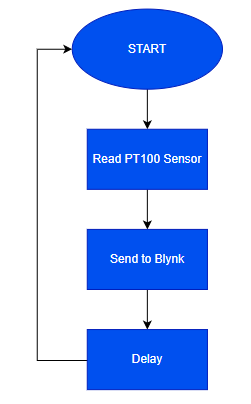 START
Read PT100 Sensor
Send to Blynk
Delay